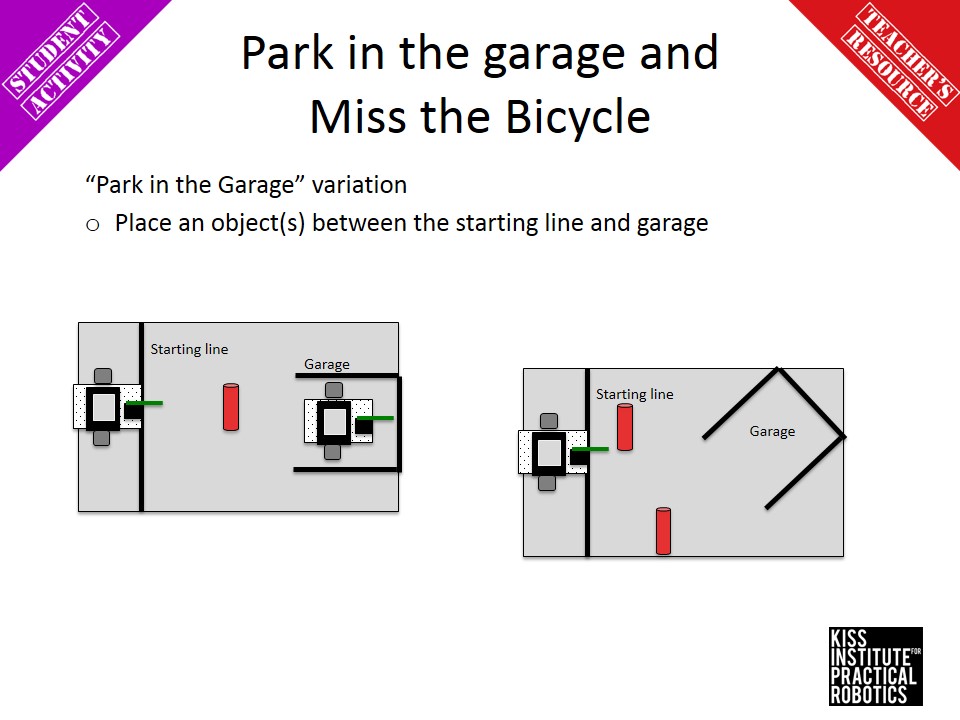 STUDENT
ACTIVITY
TEACHER'S
RESOURCE
Park in the garage and
Miss the Bicycle
“Park in the Garage” variation
o Place an object(s) between the starting line and garage
Starting line
Garage
Starting line
Garage
KISS
INSTITUTE FOR
PRACTICAL
ROBOTICS